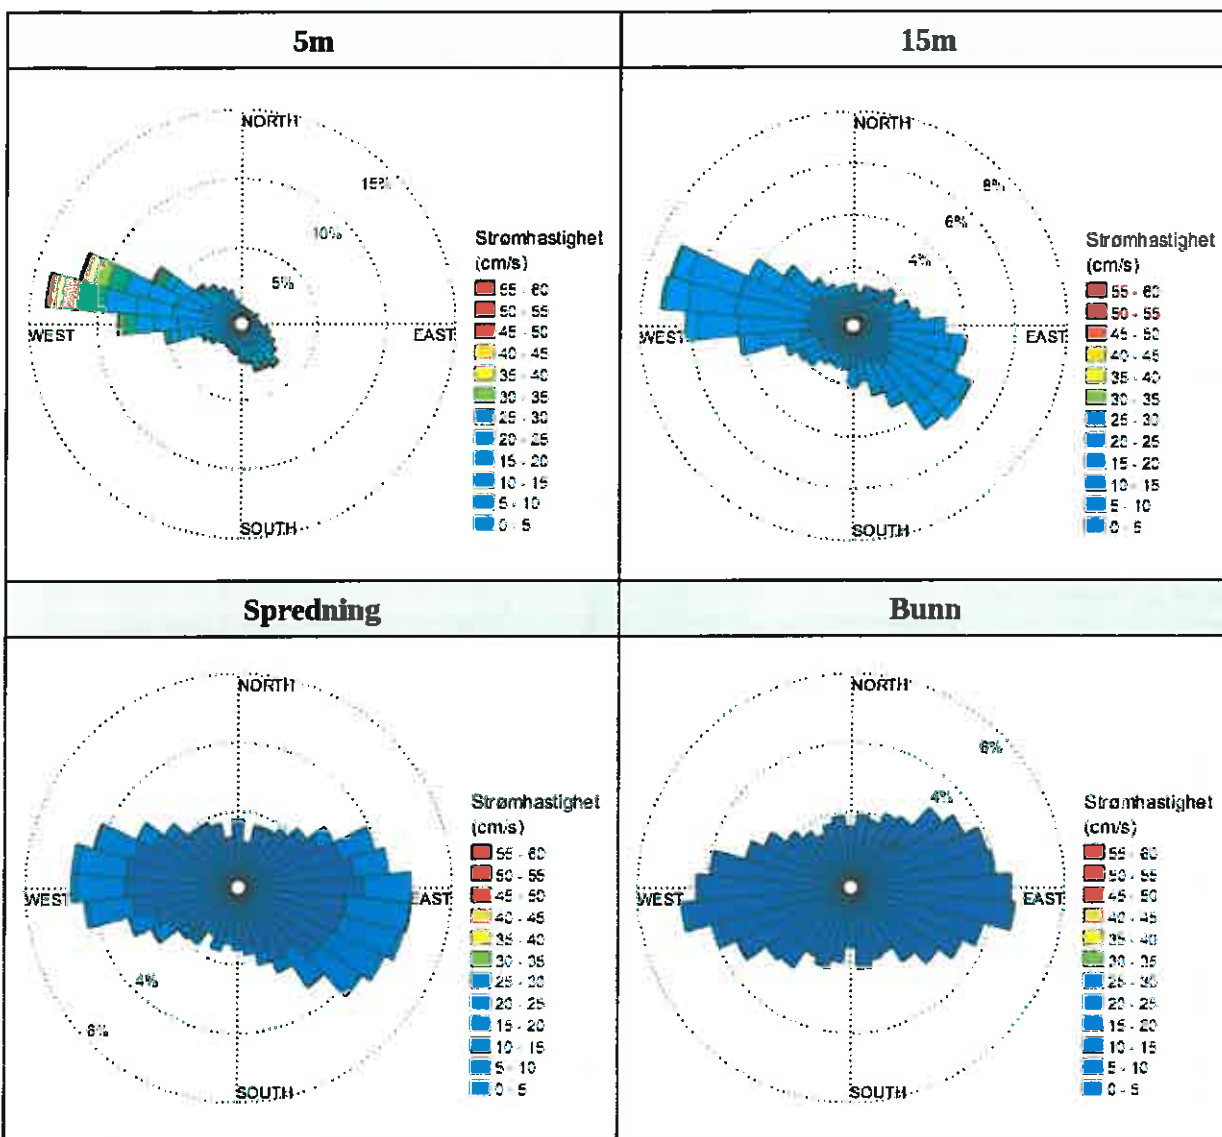 5m
NORTH
15%
10%
5%
WEST
EAST
SOUTH
Strømhastighet
(cm/s)
55 - 60
50 - 55
45 - 50
40 - 45
35 - 40
30 - 35
25 - 30
20 - 25
15 - 20
10 - 15
5 - 10
0 - 5
15m
NORTH
8%
6%
4%
WEST
EAST
SOUTH
Strømhastighet
(cm/s)
55 - 60
50 - 55
45 - 50
40 - 45
35 - 40
30 - 35
25 - 30
20 - 25
15 - 20
10 - 15
5 - 10
0 - 5
Spredning
NORTH
WEST
EAST
4%
6%
SOUTH
Strømhastighet
(cm/s)
55 - 60
50 - 55
45 - 50
40 - 45
35 - 40
30 - 35
25 - 30
20 - 25
15 - 20
10 - 15
5 - 10
0 - 5
Bunn
NORTH
6%
4%
WEST
EAST
SOUTH
Strømhastighet
(cm/s)
55 - 60
50 - 55
45 - 50
40 - 45
35 - 40
30 - 35
25 - 30
20 - 25
15 - 20
10 - 15
5 - 10
0 - 5